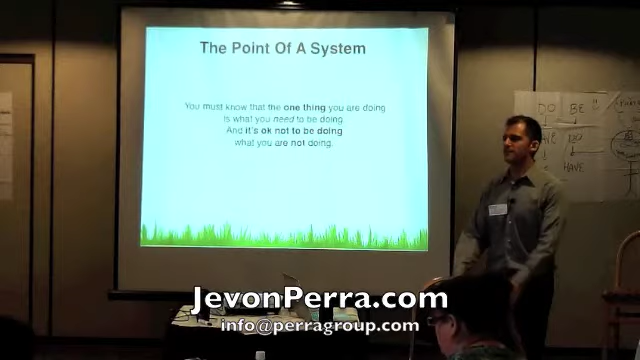 The Point Of A System
You must know that the one thing you are doing
Is what you need to be doing.
And it's ok not to be doing
what you are not doing.
DO BE
DO
HAVE
JevonPerra.com
info@perragroup.com